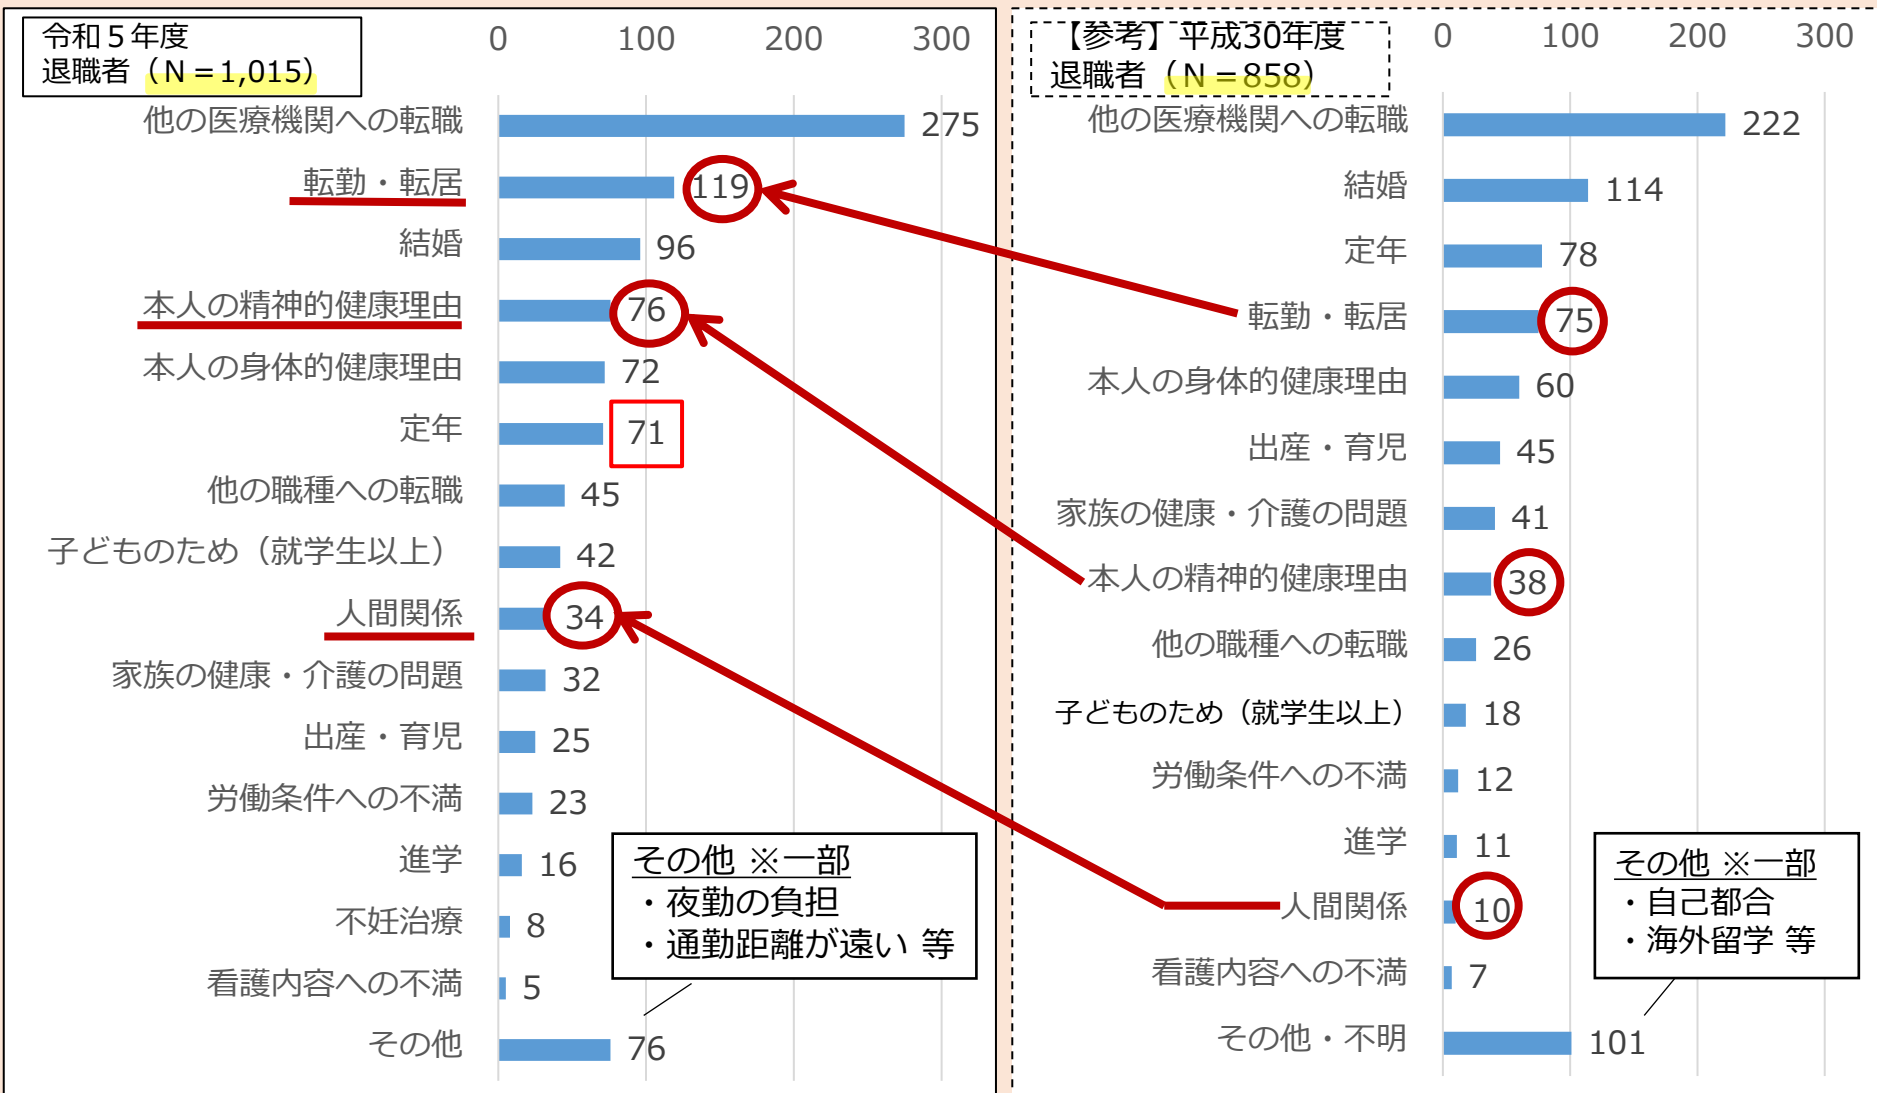 令和５年度
退職者（Ｎ＝1,015）
0 100 200 300
他の医療機関への転職 275
転勤・転居 119
結婚 96
本人の精神的健康理由 76
本人の身体的健康理由 72
定年 71
他の職種への転職 45
子どものため（就学生以上） 42
人間関係 34
家族の健康・介護の問題 32
出産・育児 25
労働条件への不満 23
進学 16
不妊治療 8
看護内容への不満 5
その他 76
その他 ※一部
・夜勤の負担
・通勤距離が遠い 等
【参考】平成30年度
退職者（Ｎ＝858）
0 100 200 300
他の医療機関への転職 222
結婚 114
定年 78
転勤・転居 75
本人の身体的健康理由 60
出産・育児 45
家族の健康・介護の問題 41
本人の精神的健康理由 38
他の職種への転職 26
子どものため（就学生以上） 18
労働条件への不満 12
進学 11
人間関係 10
看護内容への不満 7
その他・不明 101
その他 ※一部
・自己都合
・海外留学 等